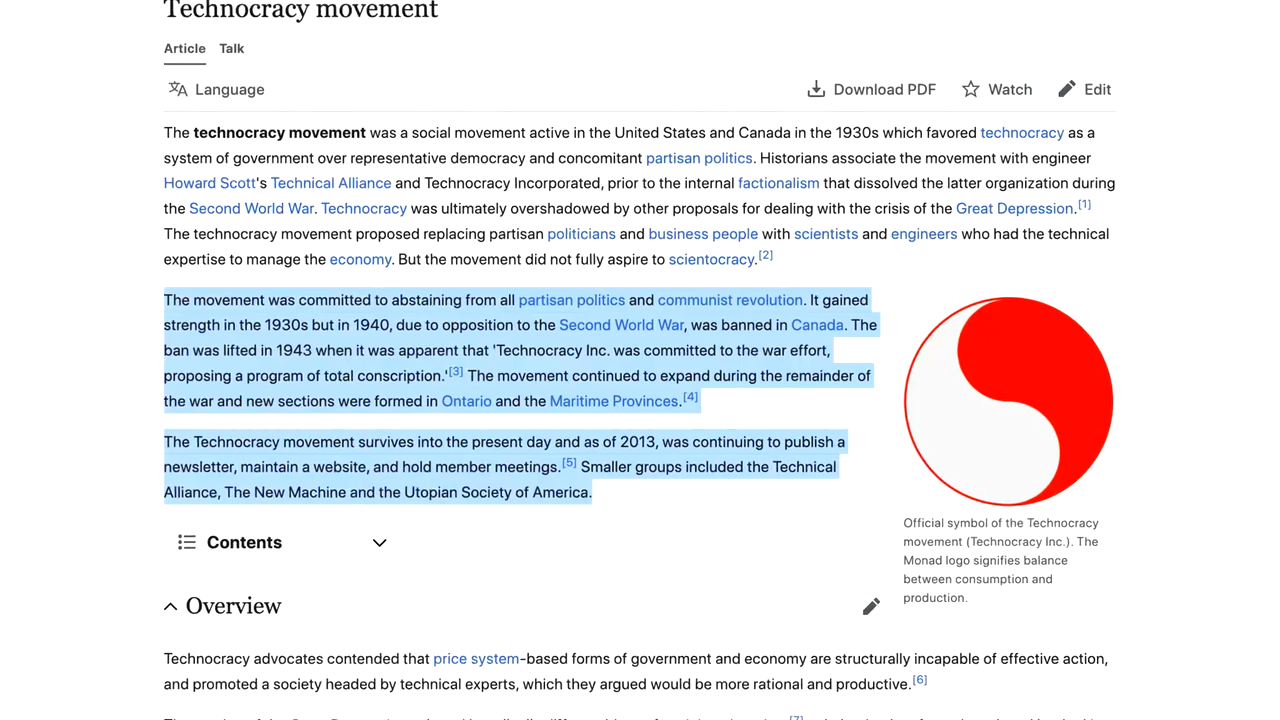 Technocracy movement
Article Talk
Language Download PDF Watch Edit
The technocracy movement was a social movement active in the United States and Canada in the 1930s which favored technocracy as a
system of government over representative democracy and concomitant partisan politics. Historians associate the movement with engineer
Howard Scott's Technical Alliance and Technocracy Incorporated, prior to the internal factionalism that dissolved the latter organization during
the Second World War. Technocracy was ultimately overshadowed by other proposals for dealing with the crisis of the Great Depression.[1]
The technocracy movement proposed replacing partisan politicians and business people with scientists and engineers who had the technical
expertise to manage the economy. But the movement did not fully aspire to scientocracy.[2]
The movement was committed to abstaining from all partisan politics and communist revolution. It gained
strength in the 1930s but in 1940, due to opposition to the Second World War, was banned in Canada. The
ban was lifted in 1943 when it was apparent that 'Technocracy Inc. was committed to the war effort,
proposing a program of total conscription.'[3] The movement continued to expand during the remainder of
the war and new sections were formed in Ontario and the Maritime Provinces.[4]
The Technocracy movement survives into the present day and as of 2013, was continuing to publish a
newsletter, maintain a website, and hold member meetings.[5] Smaller groups included the Technical
Alliance, The New Machine and the Utopian Society of America.
Official symbol of the Technocracy
movement (Technocracy Inc.). The
Monad logo signifies balance
between consumption and
production.
Contents
Overview
Technocracy advocates contended that price system-based forms of government and economy are structurally incapable of effective action,
and promoted a society headed by technical experts, which they argued would be more rational and productive.[6]